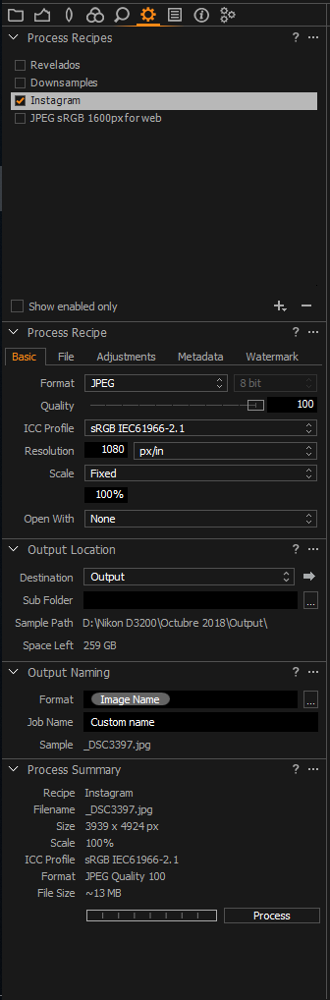 Process Recipes ? ...
Revelados
Downsamples
Instagram
JPEG sRGB 1600px for web
Show enabled only + −
Process Recipe ? ...
Basic File Adjustments Metadata Watermark
Format JPEG 8 bit
Quality 100
ICC Profile sRGB IEC61966-2.1
Resolution 1080 px/in
Scale Fixed
100%
Open With None
Output Location ? ...
Destination Output
Sub Folder ...
Sample Path D:\Nikon D3200\Octubre 2018\Output\
Space Left 259 GB
Output Naming ? ...
Format Image Name ...
Job Name Custom name
Sample _DSC3397.jpg
Process Summary ? ...
Recipe Instagram
Filename _DSC3397.jpg
Size 3939 x 4924 px
Scale 100%
ICC Profile sRGB IEC61966-2.1
Format JPEG Quality 100
File Size ~13 MB
Process